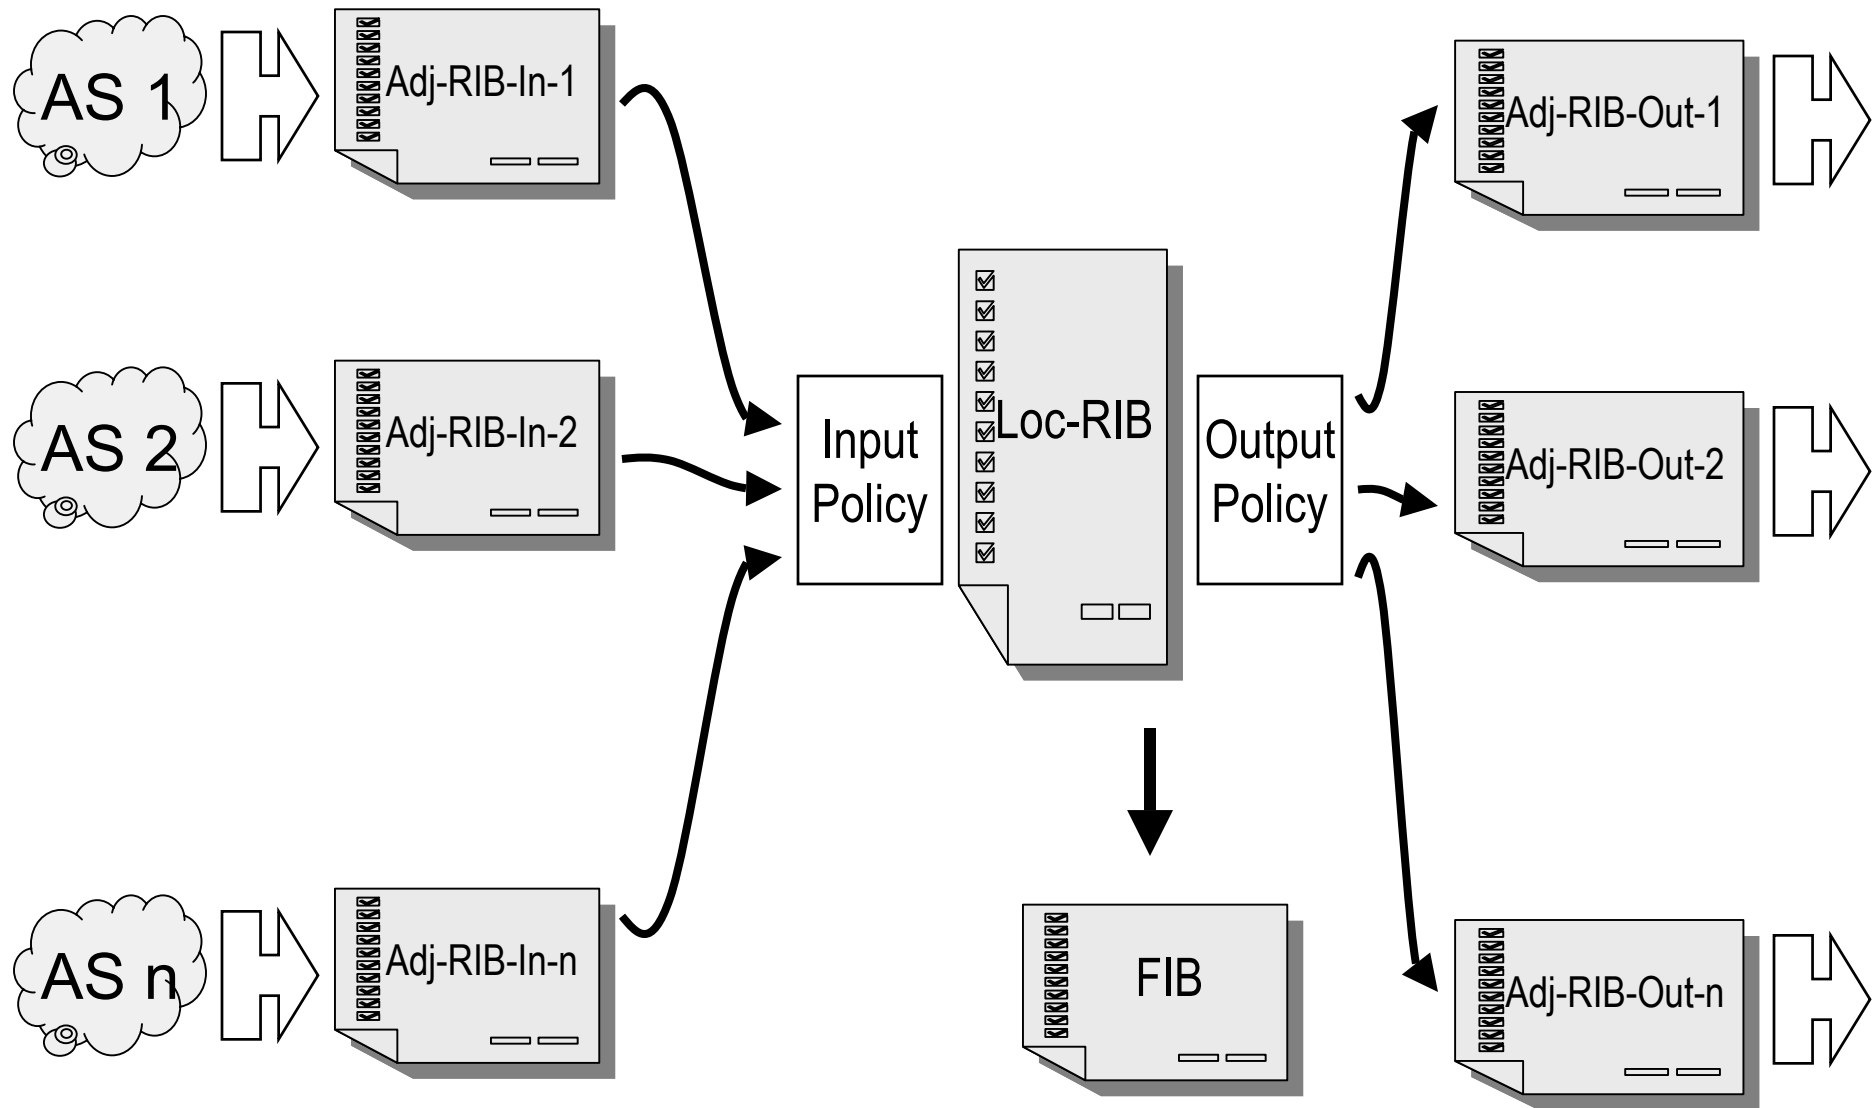 AS 1
Adj-RIB-In-1
Adj-RIB-Out-1
AS 2
Adj-RIB-In-2
Input
Policy
Loc-RIB
Output
Policy
Adj-RIB-Out-2
AS n
Adj-RIB-In-n
FIB
Adj-RIB-Out-n